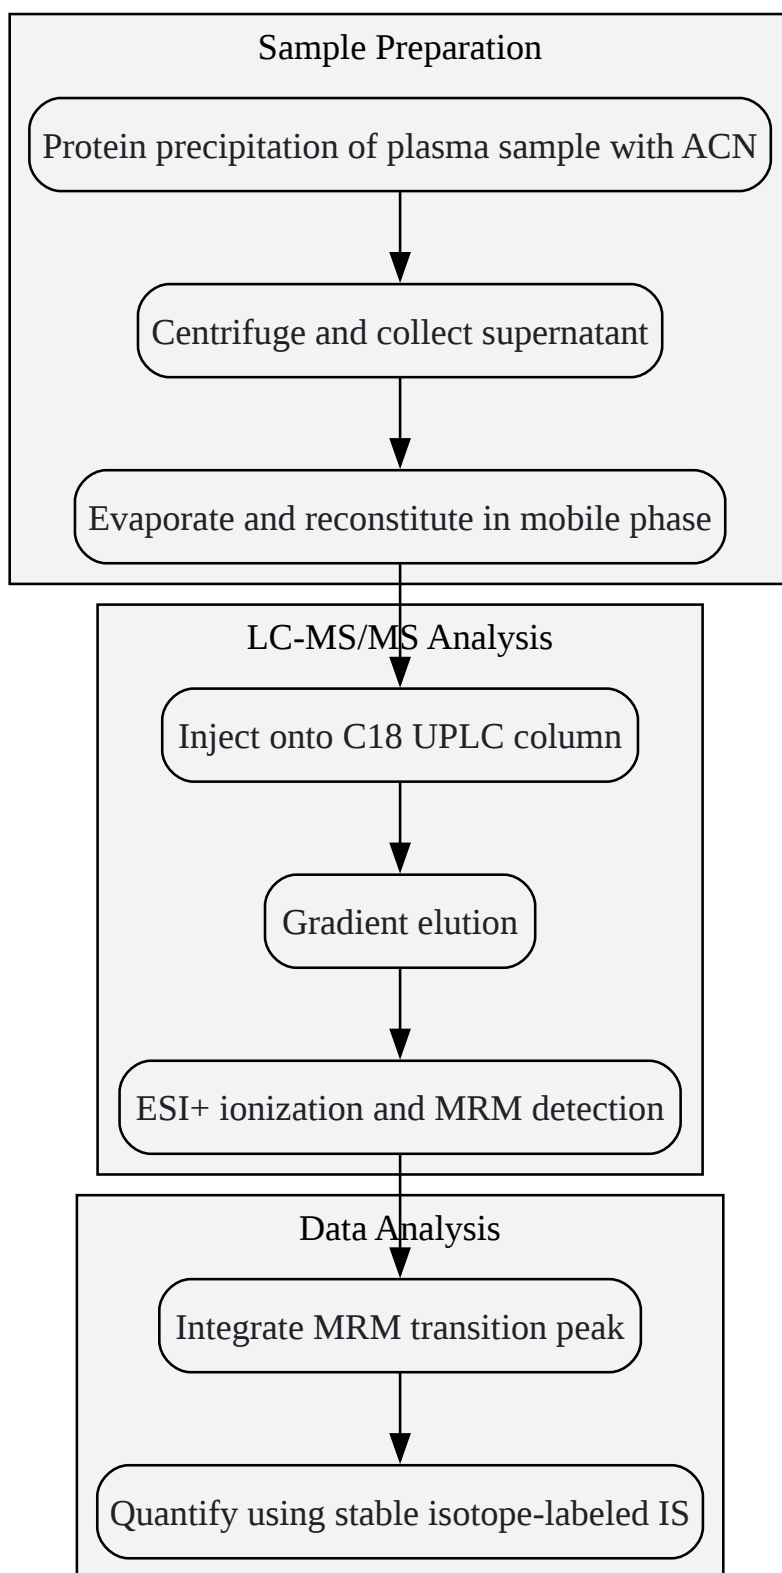 Sample Preparation
Protein precipitation of plasma sample with ACN
Centrifuge and collect supernatant
Evaporate and reconstitute in mobile phase
LC-MS/MS Analysis
Inject onto C18 UPLC column
Gradient elution
ESI+ ionization and MRM detection
Data Analysis
Integrate MRM transition peak
Quantify using stable isotope-labeled IS